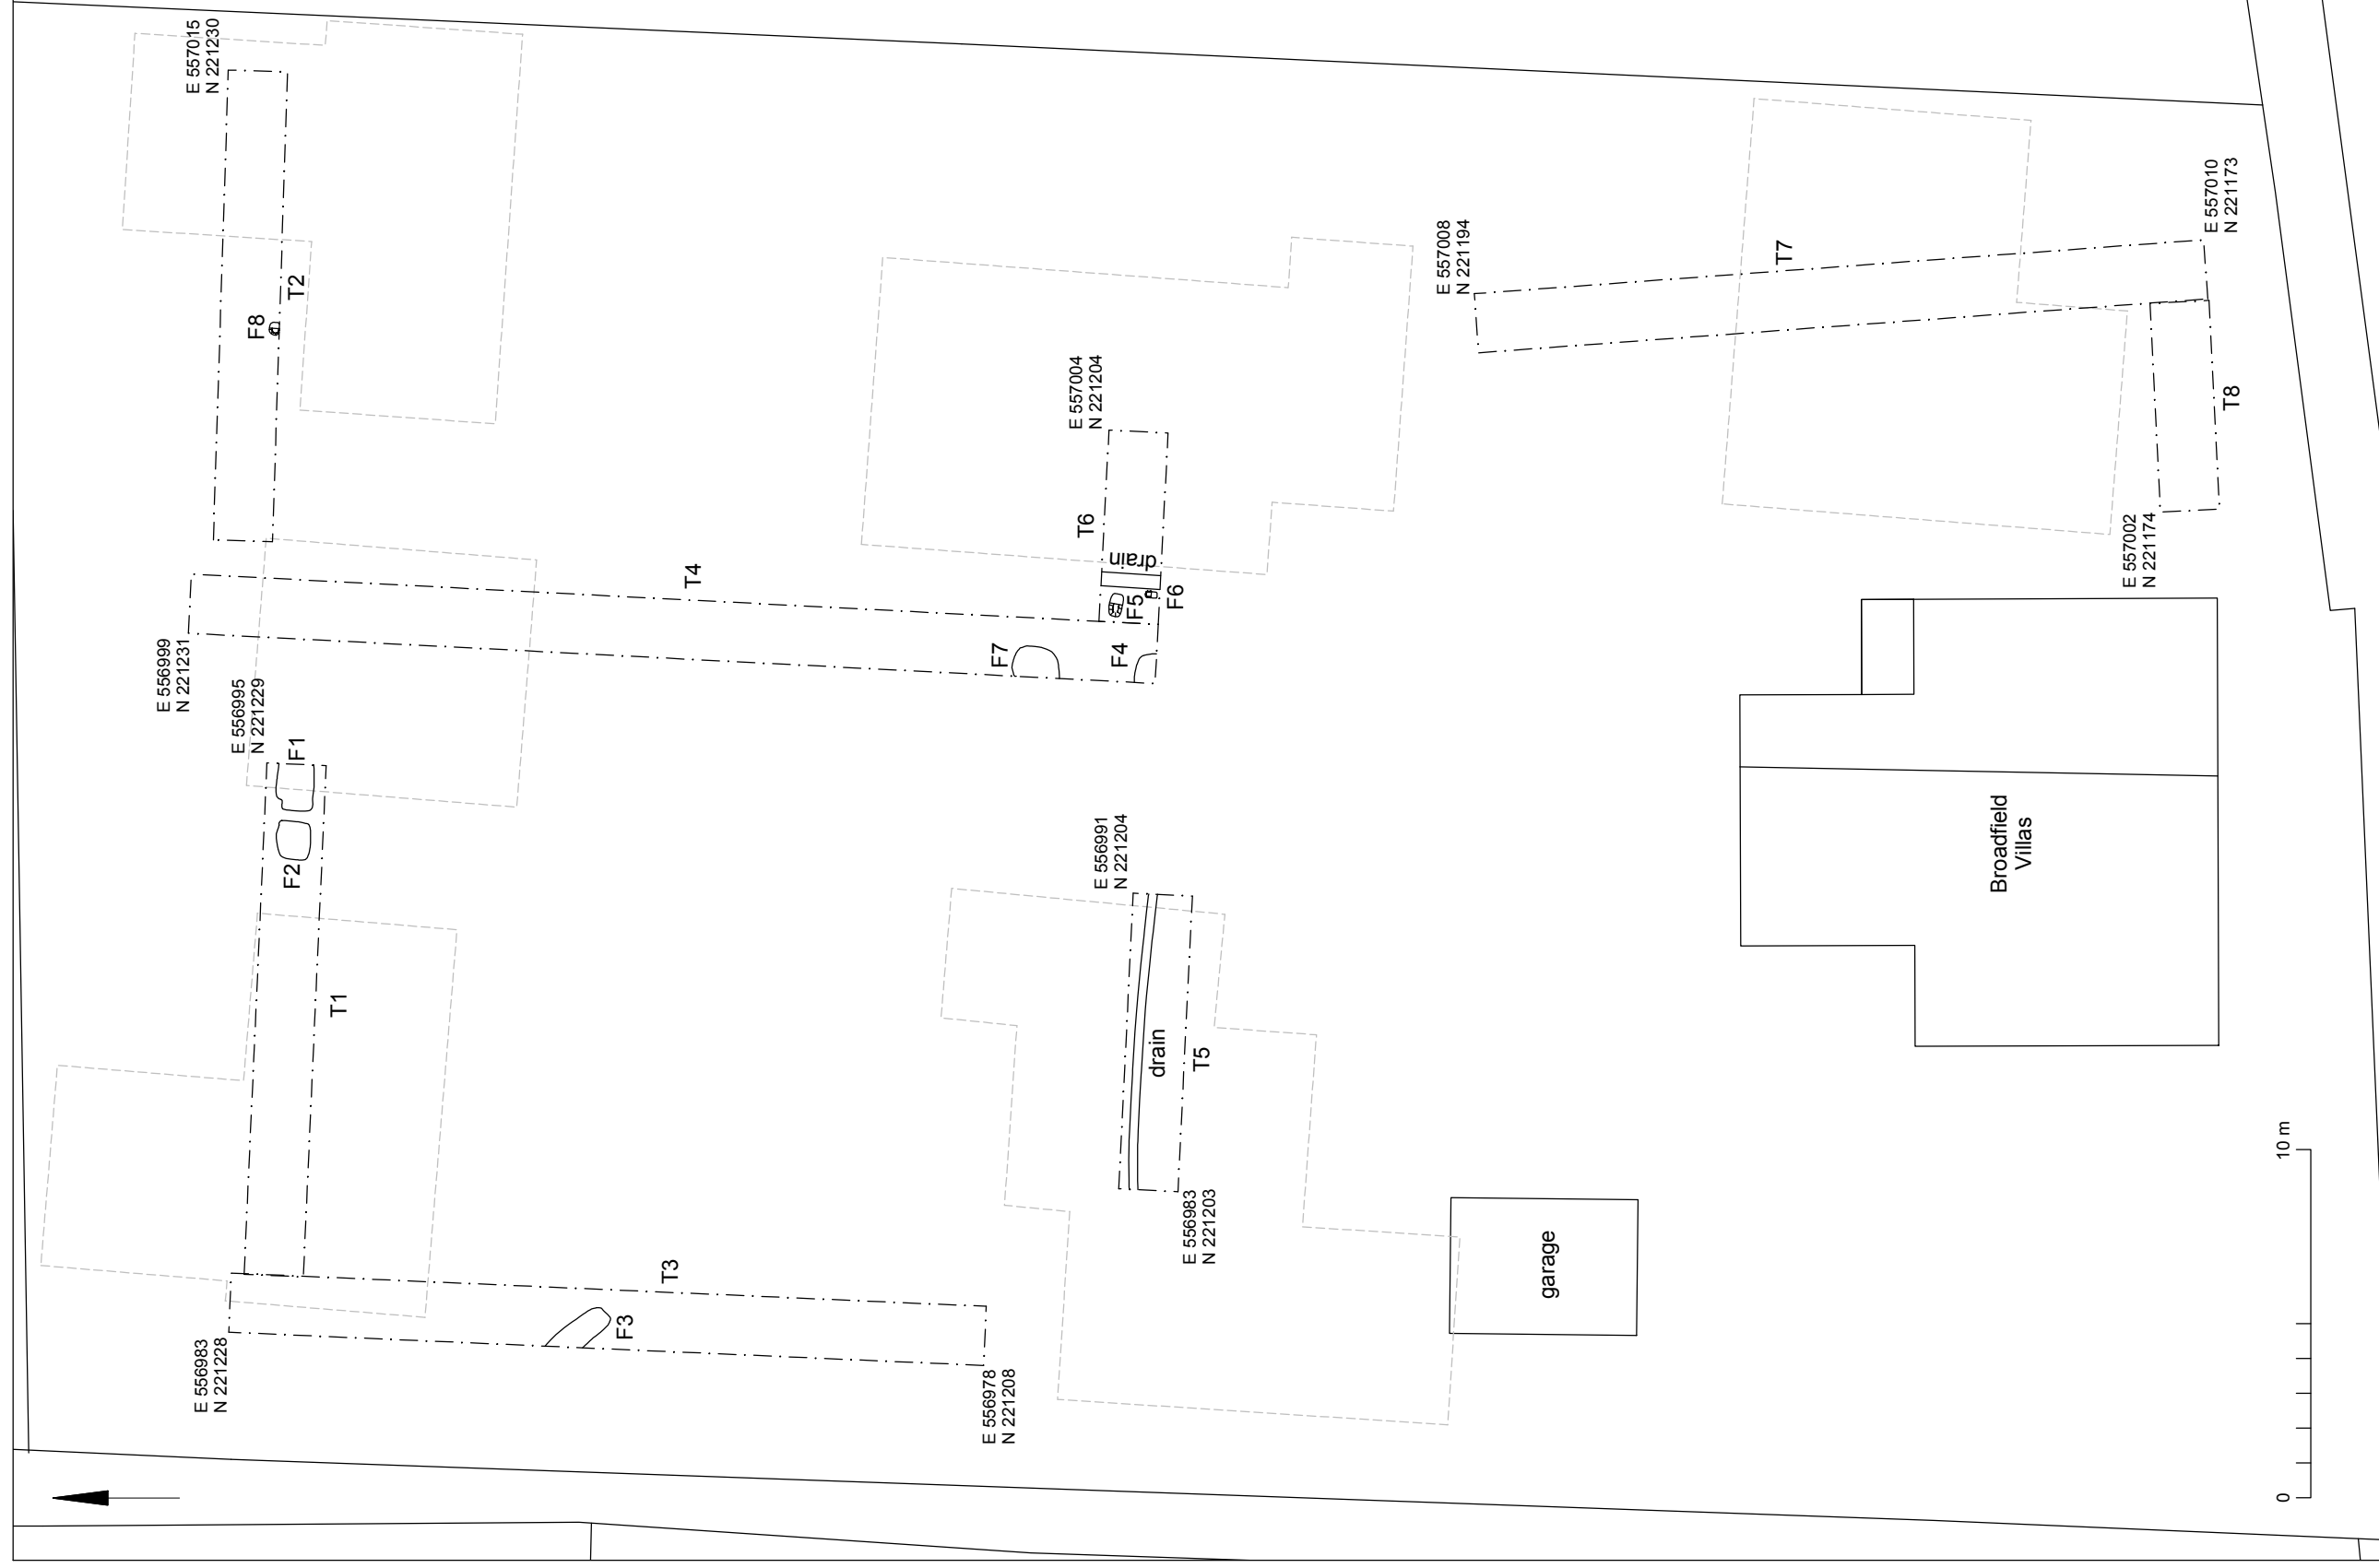 E 557015
N 221230
F8
T2
E 556999
N 221231
T4
E 556995
N 221229
F1
F2
T1
E 556983
N 221228
T3
F3
E 556978
N 221208
E 557004
N 221204
T6
drain
F5
F6
F7
F4
E 556991
N 221204
drain
T5
E 556983
N 221203
E 557008
N 221194
T7
E 557010
N 221173
T8
E 557002
N 221174
Broadfield
Villas
garage
0
10 m